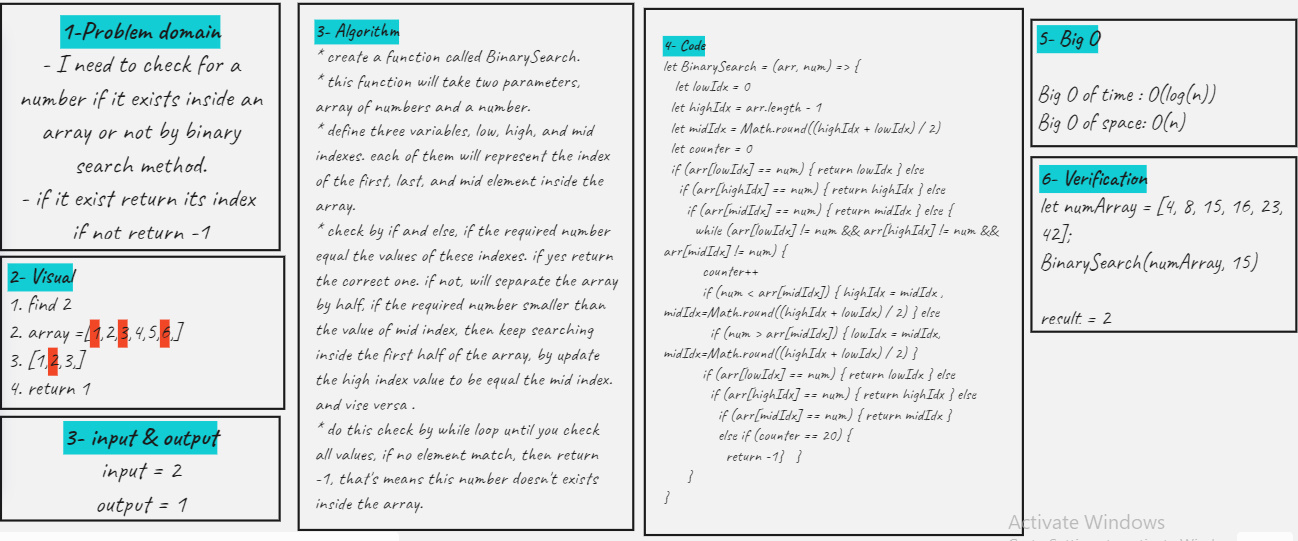 1-Problem domain
- I need to check for a
number if it exists inside an
array or not by binary
search method.
- if it exist return its index
if not return -1
2- Visual
1. find 2
2. array =[1,2,3,4,5,6,]
3. [1,2,3,]
4. return 1
3- input & output
input = 2
output = 1
3- Algorithm
* create a function called BinarySearch.
* this function will take two parameters,
array of numbers and a number.
* define three variables, low, high, and mid
indexes. each of them will represent the index
of the first, last, and mid element inside the
array.
* check by if and else, if the required number
equal the values of these indexes. if yes return
the correct one. if not, will separate the array
by half, if the required number smaller than
the value of mid index, then keep searching
inside the first half of the array, by update
the high index value to be equal the mid index.
and vise versa .
* do this check by while loop until you check
all values, if no element match, then return
-1, that's means this number doesn't exists
inside the array.
4- Code
let BinarySearch = (arr, num) => {
let lowIdx = 0
let highIdx = arr.length - 1
let midIdx = Math.round((highIdx + lowIdx) / 2)
let counter = 0
if (arr[lowIdx] == num) { return lowIdx } else
if (arr[highIdx] == num) { return highIdx } else
if (arr[midIdx] == num) { return midIdx } else {
while (arr[lowIdx] != num && arr[highIdx] != num &&
arr[midIdx] != num) {
counter++
if (num < arr[midIdx]) { highIdx = midIdx ,
midIdx=Math.round((highIdx + lowIdx) / 2) } else
if (num > arr[midIdx]) { lowIdx = midIdx,
midIdx=Math.round((highIdx + lowIdx) / 2) }
if (arr[lowIdx] == num) { return lowIdx } else
if (arr[highIdx] == num) { return highIdx } else
if (arr[midIdx] == num) { return midIdx }
else if (counter == 20) {
return -1} }
}
}
5- Big O
Big O of time : O(log(n))
Big O of space: O(n)
6- Verification
let numArray = [4, 8, 15, 16, 23,
42];
BinarySearch(numArray, 15)
result = 2
Activate Windows